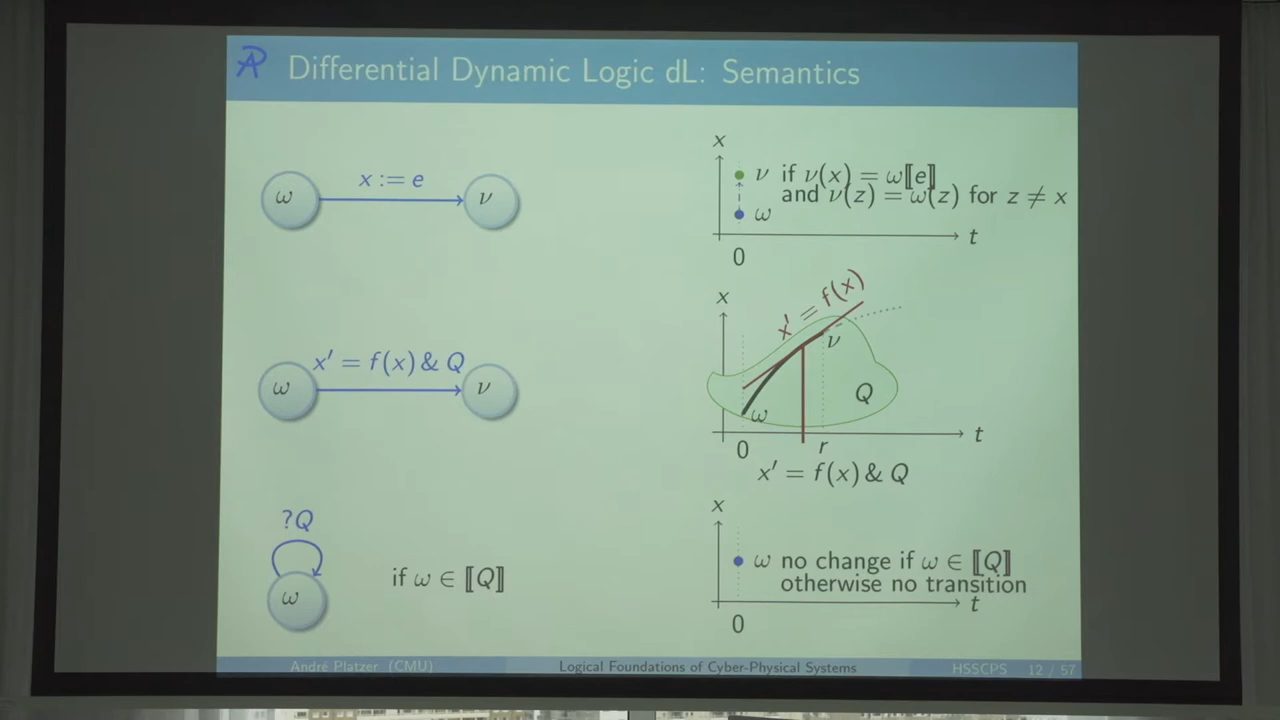 Differential Dynamic Logic dL: Semantics
ω
x := e
ν
x
ν if ν(x) = ω⟦e⟧
and ν(z) = ω(z) for z ≠ x
ω
t
0
ω
x′ = f(x) & Q
ν
x
x′ = f(x)
ν
Q
ω
t
0
r
x′ = f(x) & Q
?Q
ω
if ω ∈ ⟦Q⟧
x
ω no change if ω ∈ ⟦Q⟧
otherwise no transition
t
0
André Platzer (CMU)
Logical Foundations of Cyber-Physical Systems
HSSCPS 12 / 57